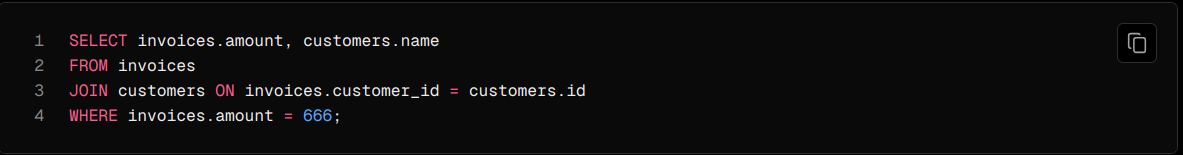 1 SELECT invoices.amount, customers.name
2 FROM invoices
3 JOIN customers ON invoices.customer_id = customers.id
4 WHERE invoices.amount = 666;